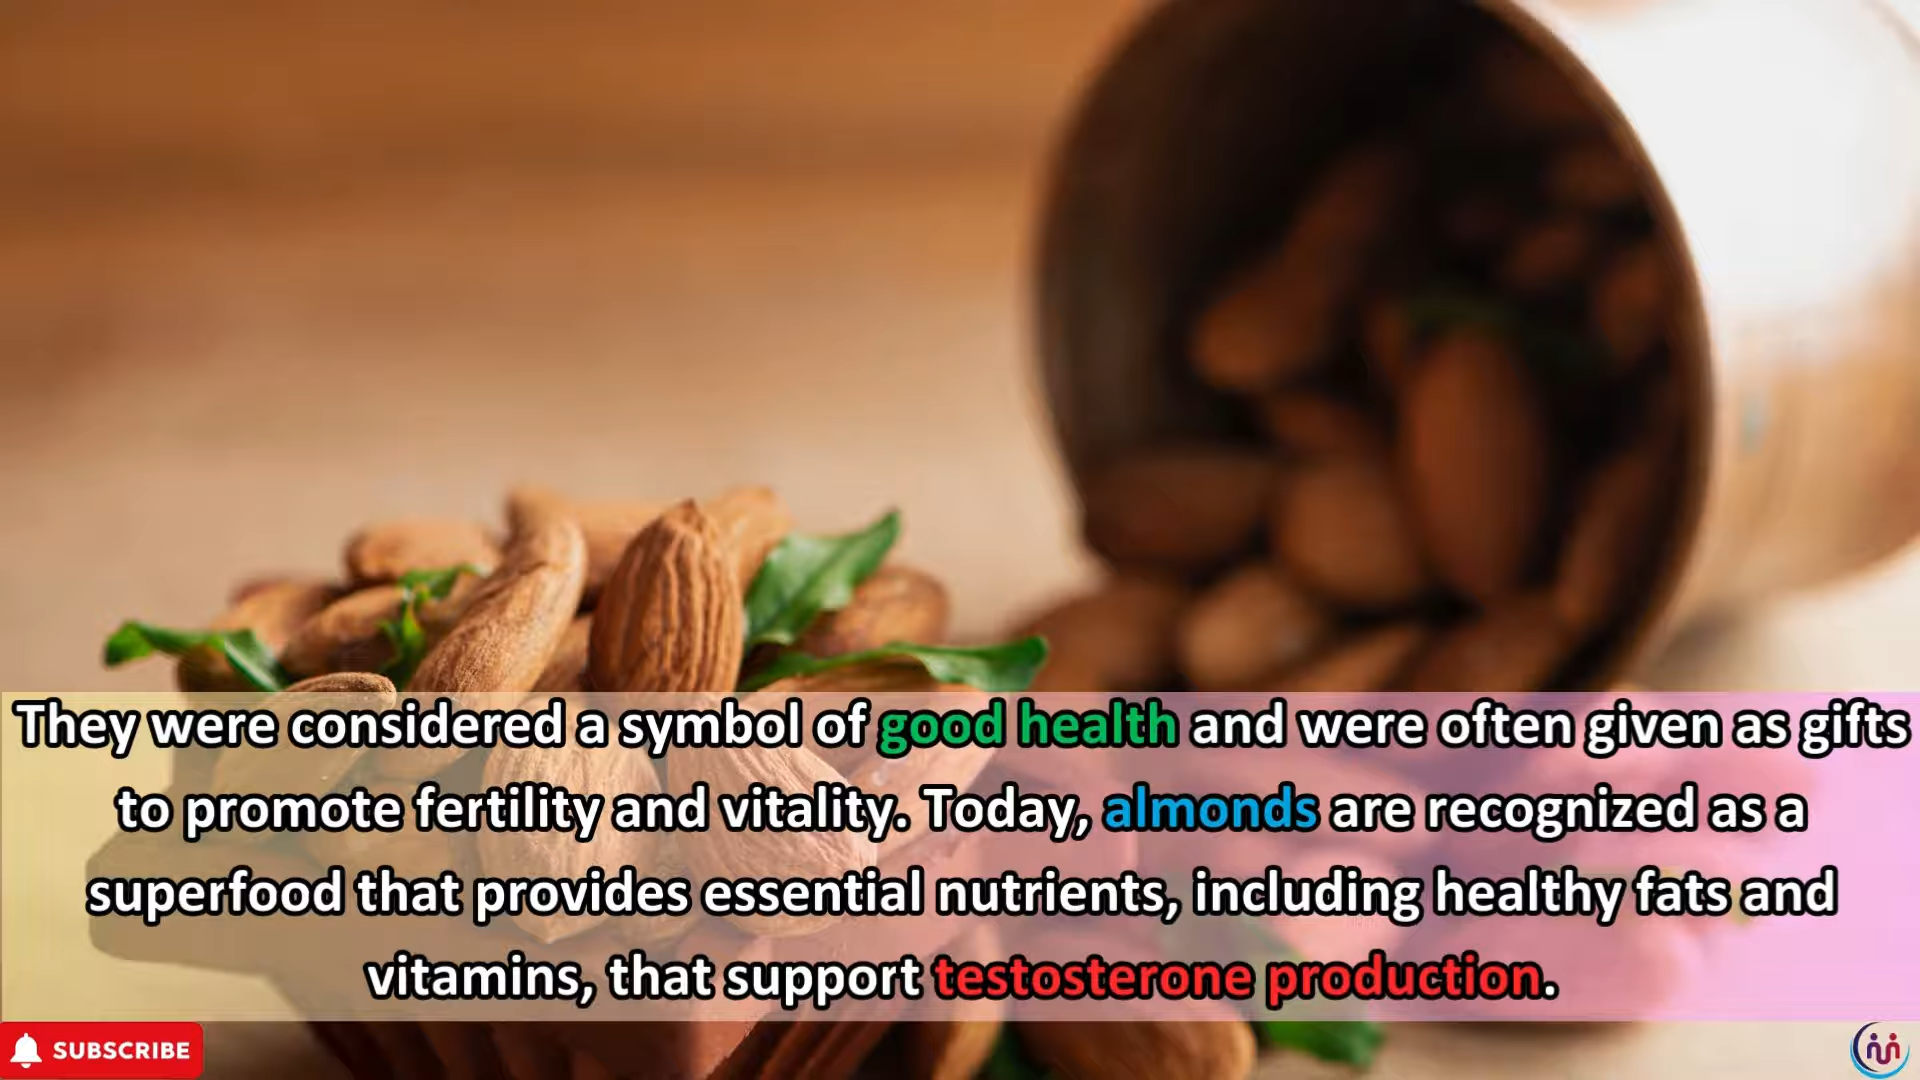 They were considered a symbol of good health and were often given as gifts
to promote fertility and vitality. Today, almonds are recognized as a
superfood that provides essential nutrients, including healthy fats and
vitamins, that support testosterone production.
SUBSCRIBE